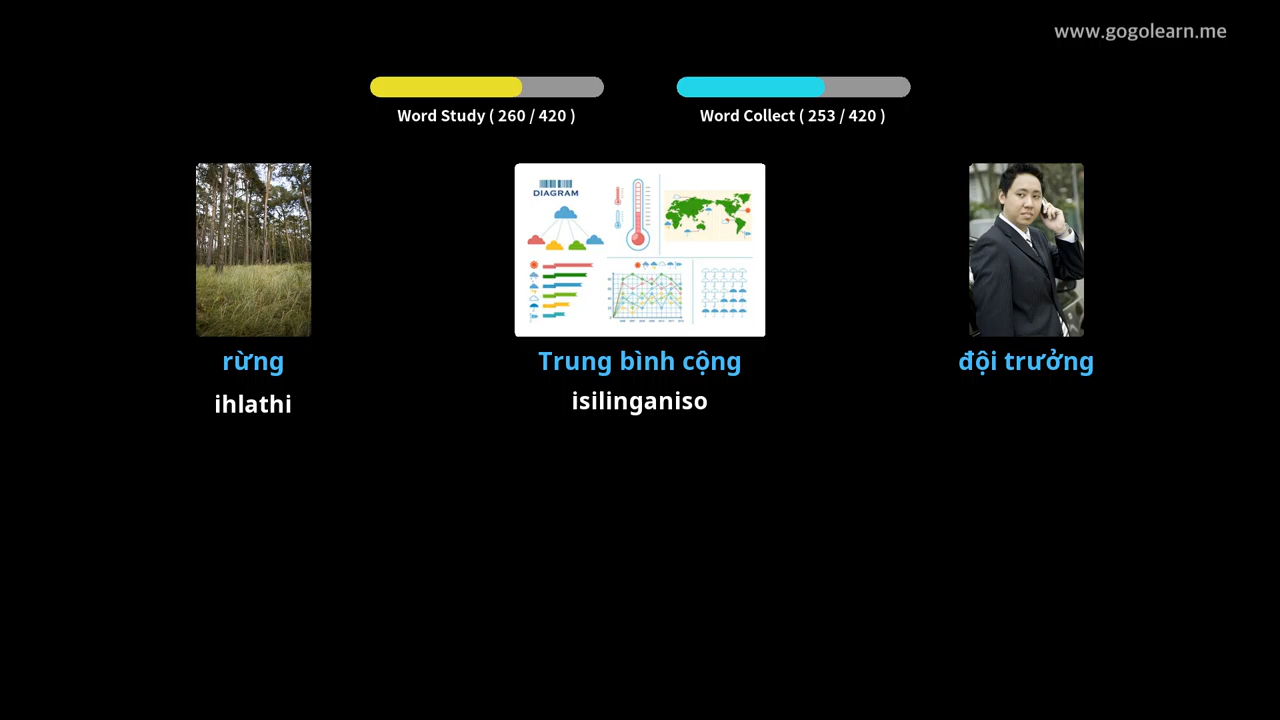 www.gogolearn.me
Word Study ( 260 / 420 )
Word Collect ( 253 / 420 )
DIAGRAM
rừng
Trung bình cộng
đội trưởng
ihlathi
isilinganiso